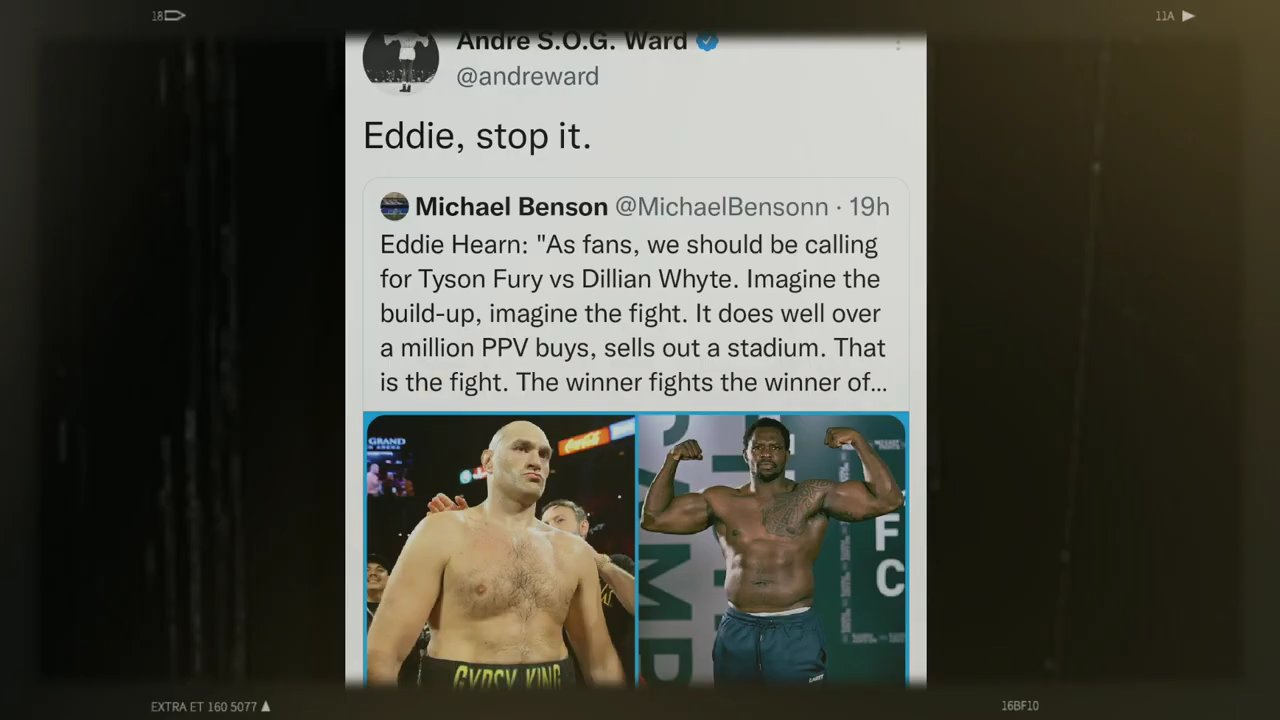 18
11A
Andre S.O.G. Ward
@andreward
Eddie, stop it.
Michael Benson @MichaelBensonn · 19h
Eddie Hearn: "As fans, we should be calling
for Tyson Fury vs Dillian Whyte. Imagine the
build-up, imagine the fight. It does well over
a million PPV buys, sells out a stadium. That
is the fight. The winner fights the winner of...
GRAND
Coca-Cola
F
C
GYPSY KING
EXTRA ET 160 5077
16BF10